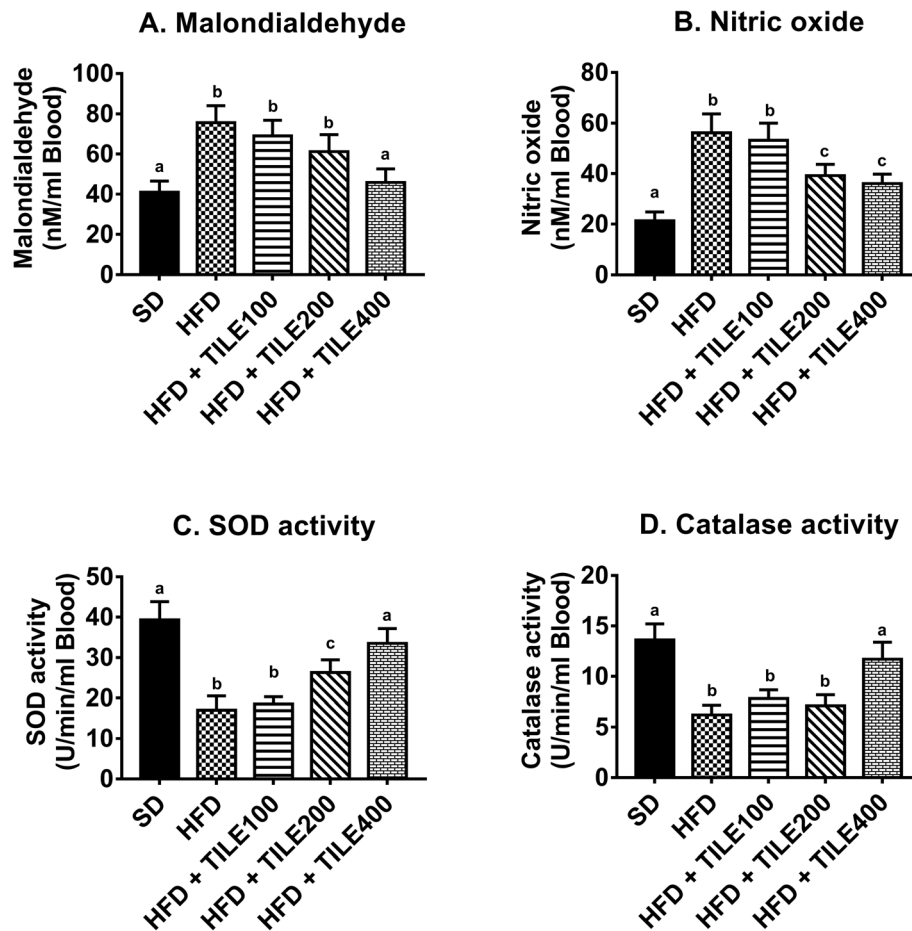 A. Malondialdehyde
Malondialdehyde
(nM/ml Blood)
100
80
60
40
20
0
a
b
b
b
a
SD
HFD
HFD + TILE100
HFD + TILE200
HFD + TILE400
B. Nitric oxide
Nitric oxide
(nM/ml Blood)
80
60
40
20
0
a
b
b
c
c
SD
HFD
HFD + TILE100
HFD + TILE200
HFD + TILE400
C. SOD activity
SOD activity
(U/min/ml Blood)
50
40
30
20
10
0
a
b
b
c
a
SD
HFD
HFD + TILE100
HFD + TILE200
HFD + TILE400
D. Catalase activity
Catalase activity
(U/min/ml Blood)
20
15
10
5
0
a
b
b
b
a
SD
HFD
HFD + TILE100
HFD + TILE200
HFD + TILE400